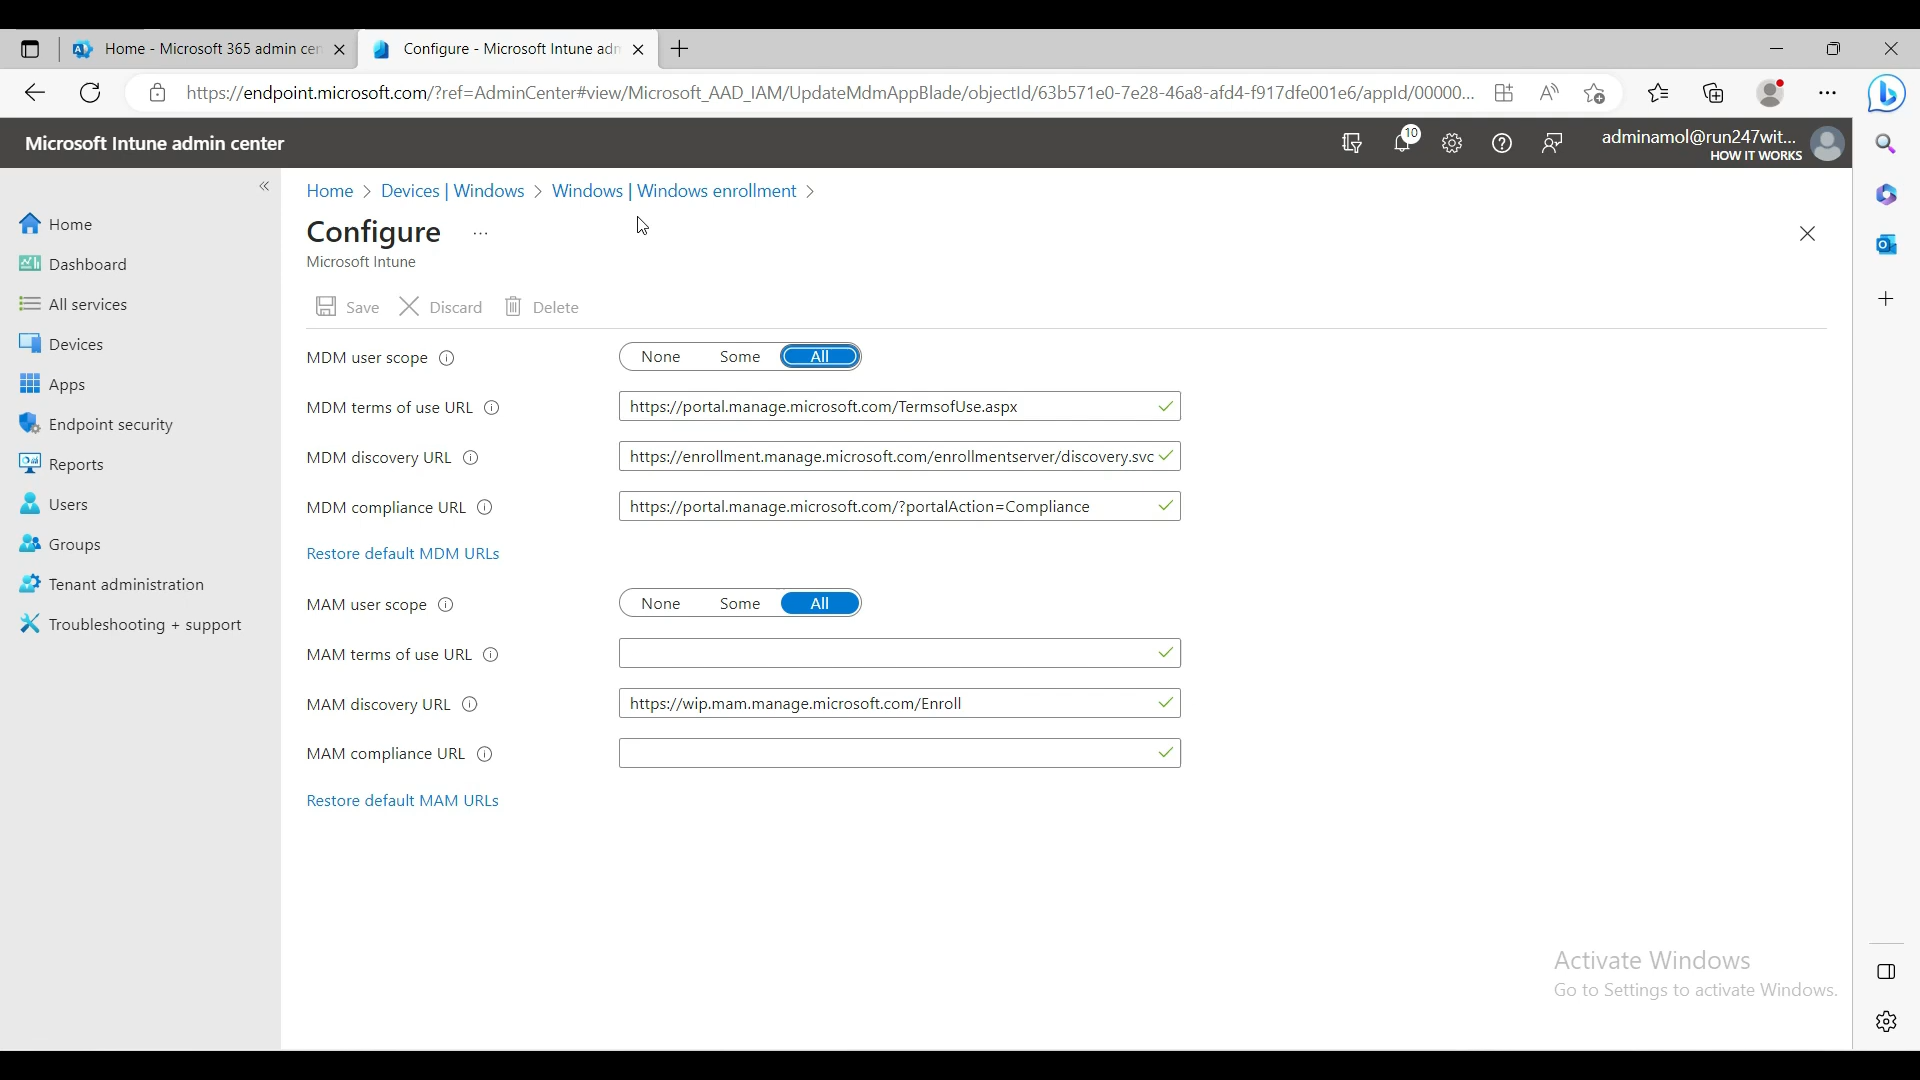 Home - Microsoft 365 admin cen
Configure - Microsoft Intune adn
https://endpoint.microsoft.com/?ref=AdminCenter#view/Microsoft_AAD_IAM/UpdateMdmAppBlade/objectId/63b571e0-7e28-46a8-afd4-f917dfe001e6/appId/00000...
Microsoft Intune admin center
10
adminamol@run247wit...
HOW IT WORKS
Home > Devices | Windows > Windows | Windows enrollment >
Configure ...
Microsoft Intune
Save Discard Delete
Home
Dashboard
All services
Devices
Apps
Endpoint security
Reports
Users
Groups
Tenant administration
Troubleshooting + support
MDM user scope None Some All
MDM terms of use URL https://portal.manage.microsoft.com/TermsofUse.aspx
MDM discovery URL https://enrollment.manage.microsoft.com/enrollmentserver/discovery.svc
MDM compliance URL https://portal.manage.microsoft.com/?portalAction=Compliance
Restore default MDM URLs
MAM user scope None Some All
MAM terms of use URL
MAM discovery URL https://wip.mam.manage.microsoft.com/Enroll
MAM compliance URL
Restore default MAM URLs
Activate Windows
Go to Settings to activate Windows.